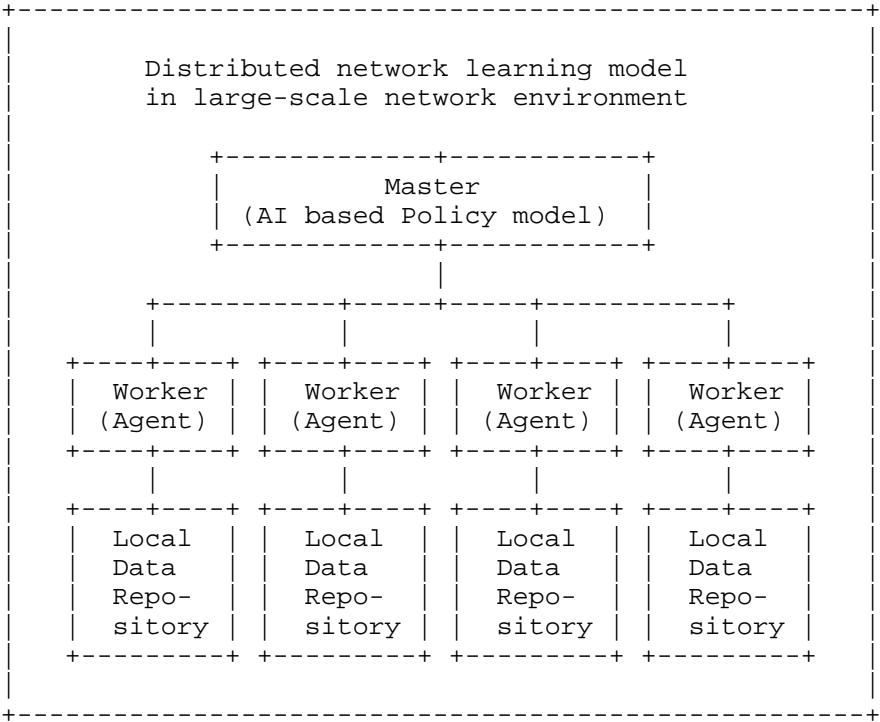 Distributed network learning model
in large-scale network environment
Master
(AI based Policy model)
Worker Worker Worker Worker
(Agent) (Agent) (Agent) (Agent)
Local Local Local Local
Data Data Data Data
Repo- Repo- Repo- Repo-
sitory sitory sitory sitory